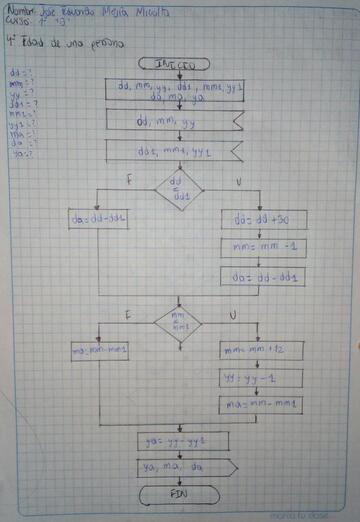 Nombre: José Eduardo Mejía Micolta
CURSO: 1° "B"
4° Edad de una persona
dd =?
mm =?
yy =?
dd1 =?
mm1 =?
yy1 =?
ma =?
da =?
ya =?
INICIO
dd, mm, yy, dd1, mm1, yy1
da, ma, ya
dd, mm, yy
dd1, mm1, yy1
F
dd
<
dd1
V
da = dd - dd1
dd = dd + 30
mm = mm - 1
da = dd - dd1
F
mm
<
mm1
V
ma = mm - mm1
mm = mm + 12
yy = yy - 1
ma = mm - mm1
ya = yy - yy1
ya, ma, da
FIN